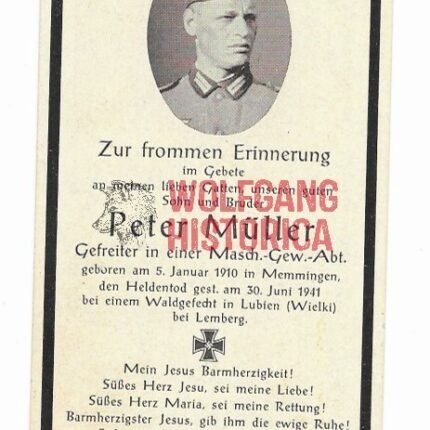 Zur frommen Erinnerung
im Gebete
an meinen lieben Gatten, unseren guten
Sohn und Bruder
WOLFGANG
HISTORICA
Peter Müller
Gefreiter in einer Masch.-Gew.-Abt.
geboren am 5. Januar 1910 in Memmingen,
den Heldentod gest. am 30. Juni 1941
bei einem Waldgefecht in Lubien (Wielki)
bei Lemberg.
Mein Jesus Barmherzigkeit!
Süßes Herz Jesu, sei meine Liebe!
Süßes Herz Maria, sei meine Rettung!
Barmherzigster Jesus, gib ihm die ewige Ruhe!